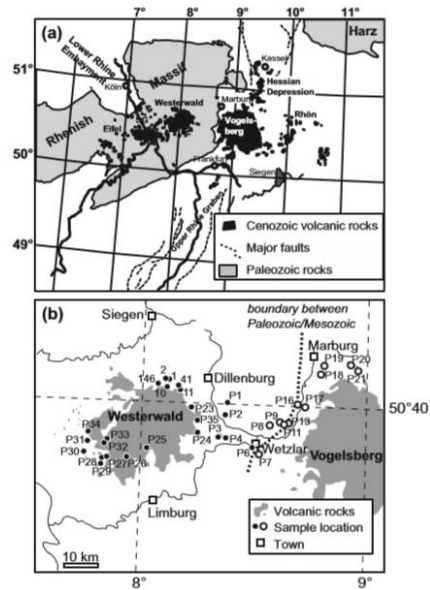 6° 7° 8° 9° 10° 11°
(a)
Harz
Lower Rhine
Embayment
Massif
Kassel
51°
Köln
Hessian
Depression
Westerwald
Marburg
Rhenish
Eifel
Vogels-
berg
Rhön
50°
Frankfurt
Siegen
Upper Rhine Graben
49°
Cenozoic volcanic rocks
Major faults
Paleozoic rocks
(b)
boundary between
Paleozoic/Mesozoic
Siegen
Marburg
P19 P20
P18 P21
2 1
146 41
10 11
Dillenburg
P1
P2
P23
P16 P17
50°40
Westerwald
P35
P3
P24 P4
P9
P8
P11
P34
P31
P33
P32
P30
P25
P28 P27 P26
P29
Wetzlar
P6
P7
Vogelsberg
Limburg
Volcanic rocks
Sample location
Town
10 km
8° 9°